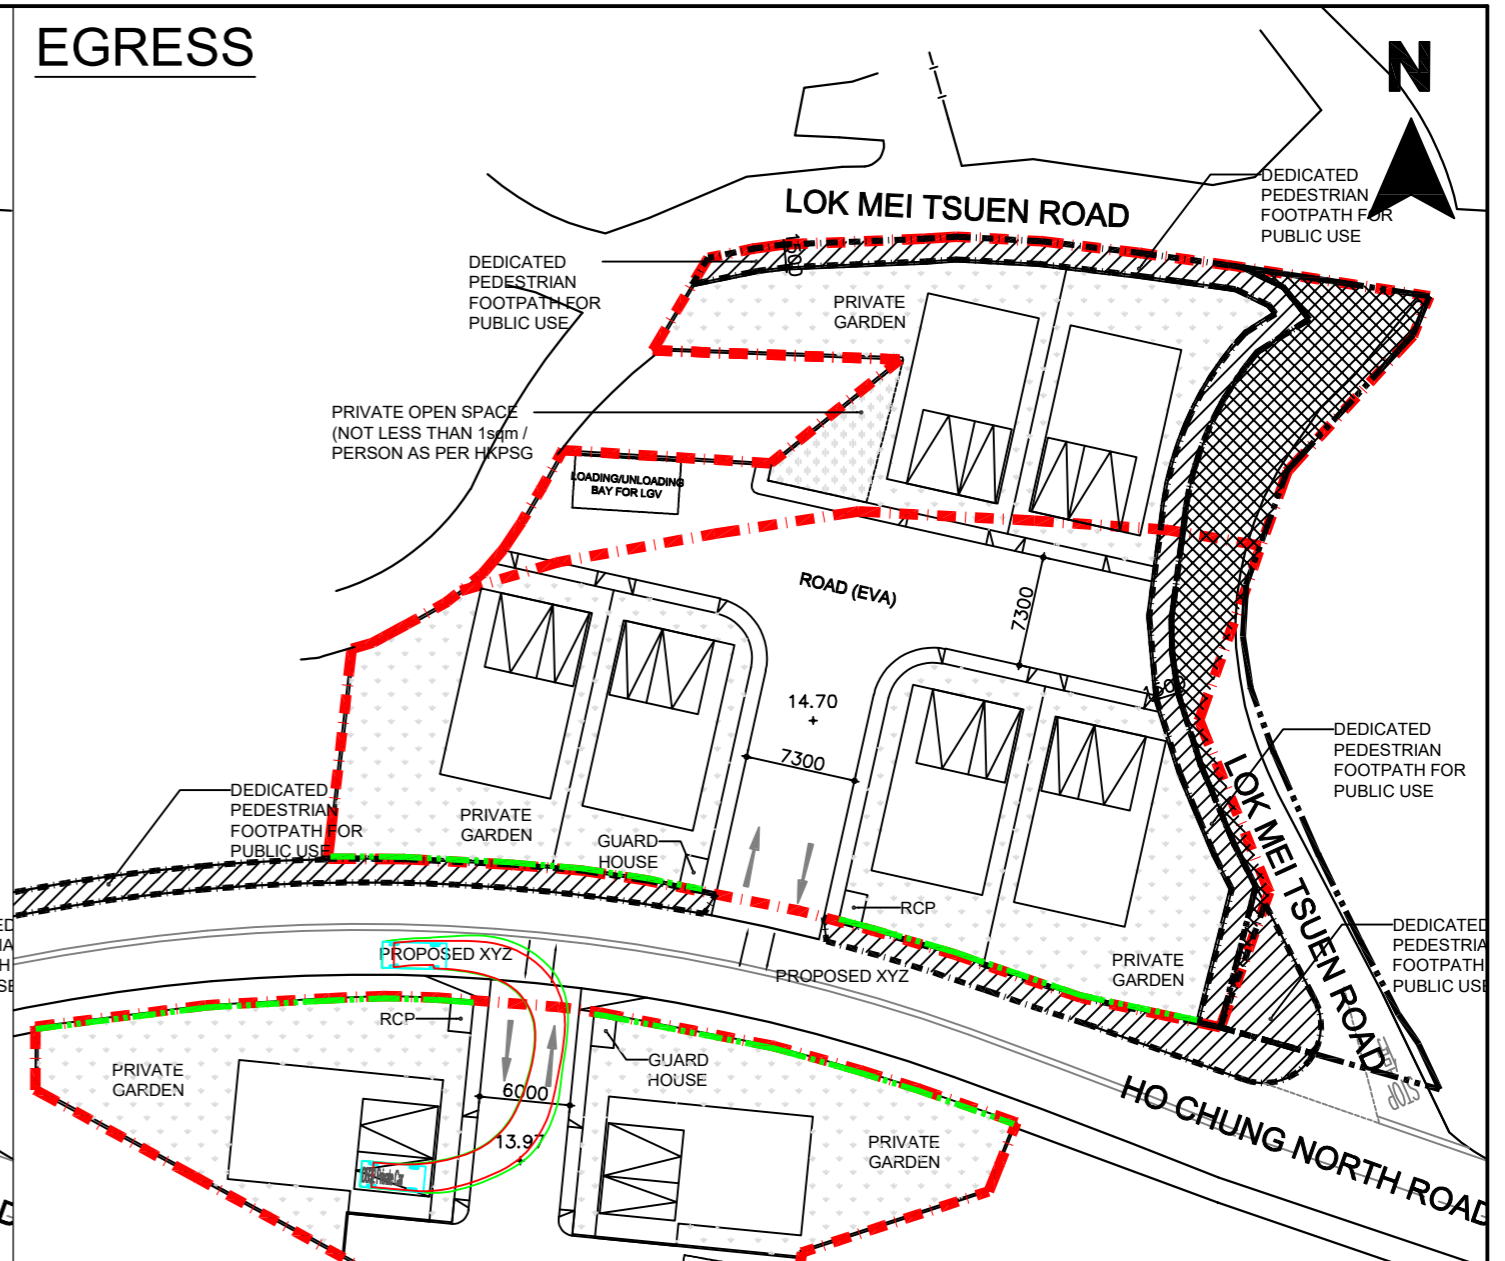 EGRESS
N
LOK MEI TSUEN ROAD
DEDICATED
PEDESTRIAN
FOOTPATH FOR
PUBLIC USE
DEDICATED
PEDESTRIAN
FOOTPATH FOR
PUBLIC USE
1500
PRIVATE
GARDEN
PRIVATE OPEN SPACE
(NOT LESS THAN 1sqm /
PERSON AS PER HKPSG
LOADING/UNLOADING
BAY FOR LGV
ROAD (EVA)
7300
14.70
7300
DEDICATED
PEDESTRIAN
FOOTPATH FOR
PUBLIC USE
LOK MEI TSUEN ROAD
DEDICATED
PEDESTRIAN
FOOTPATH FOR
PUBLIC USE
PRIVATE
GARDEN
GUARD
HOUSE
RCP
PROPOSED XYZ
PROPOSED XYZ
PRIVATE
GARDEN
DEDICATED
PEDESTRIA
FOOTPATH
PUBLIC USE
RCP
GUARD
HOUSE
PRIVATE
GARDEN
6000
13.97
PRIVATE
GARDEN
HO CHUNG NORTH ROAD
STOP